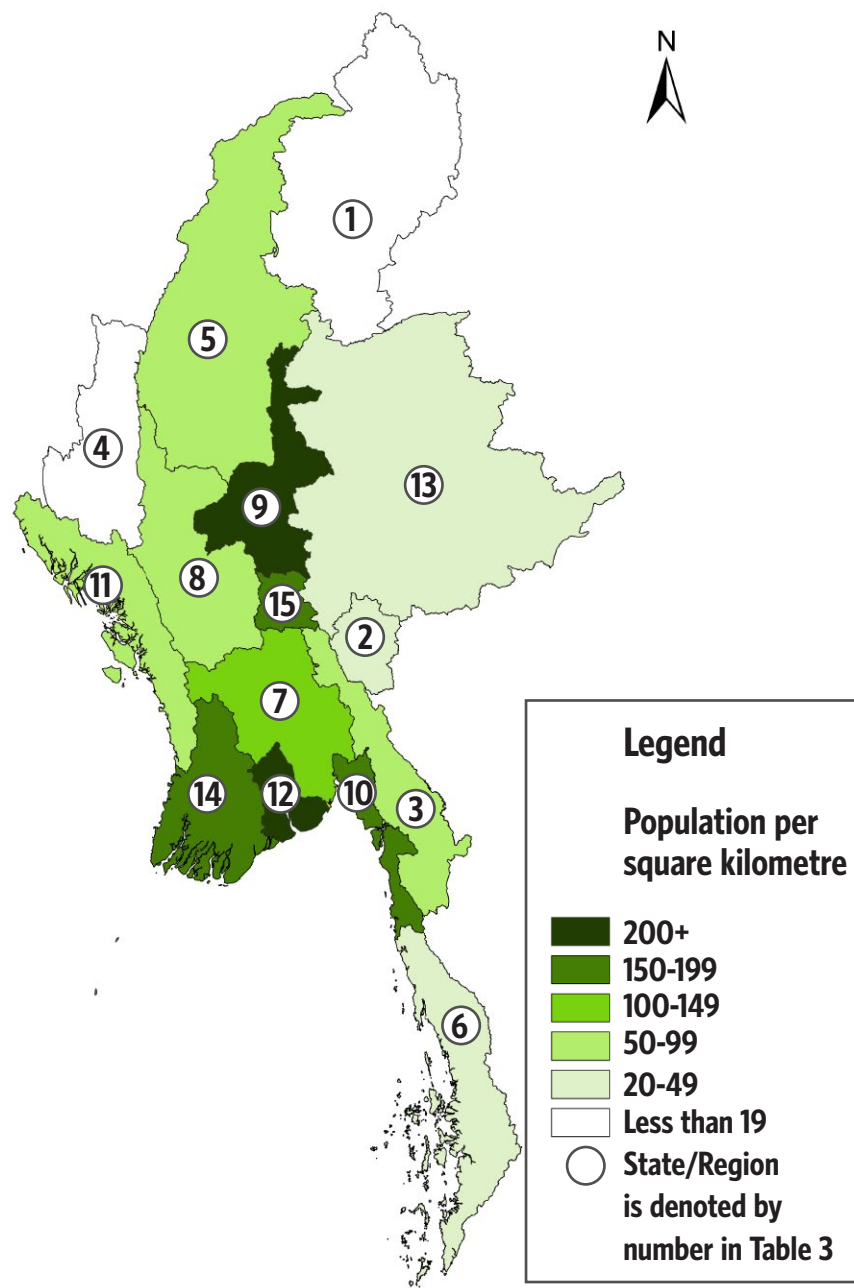 N
1
5
4
13
9
11
8
15
2
7
14
12
10
3
6
Legend
Population per
square kilometre
200+
150-199
100-149
50-99
20-49
Less than 19
State/Region
is denoted by
number in Table 3